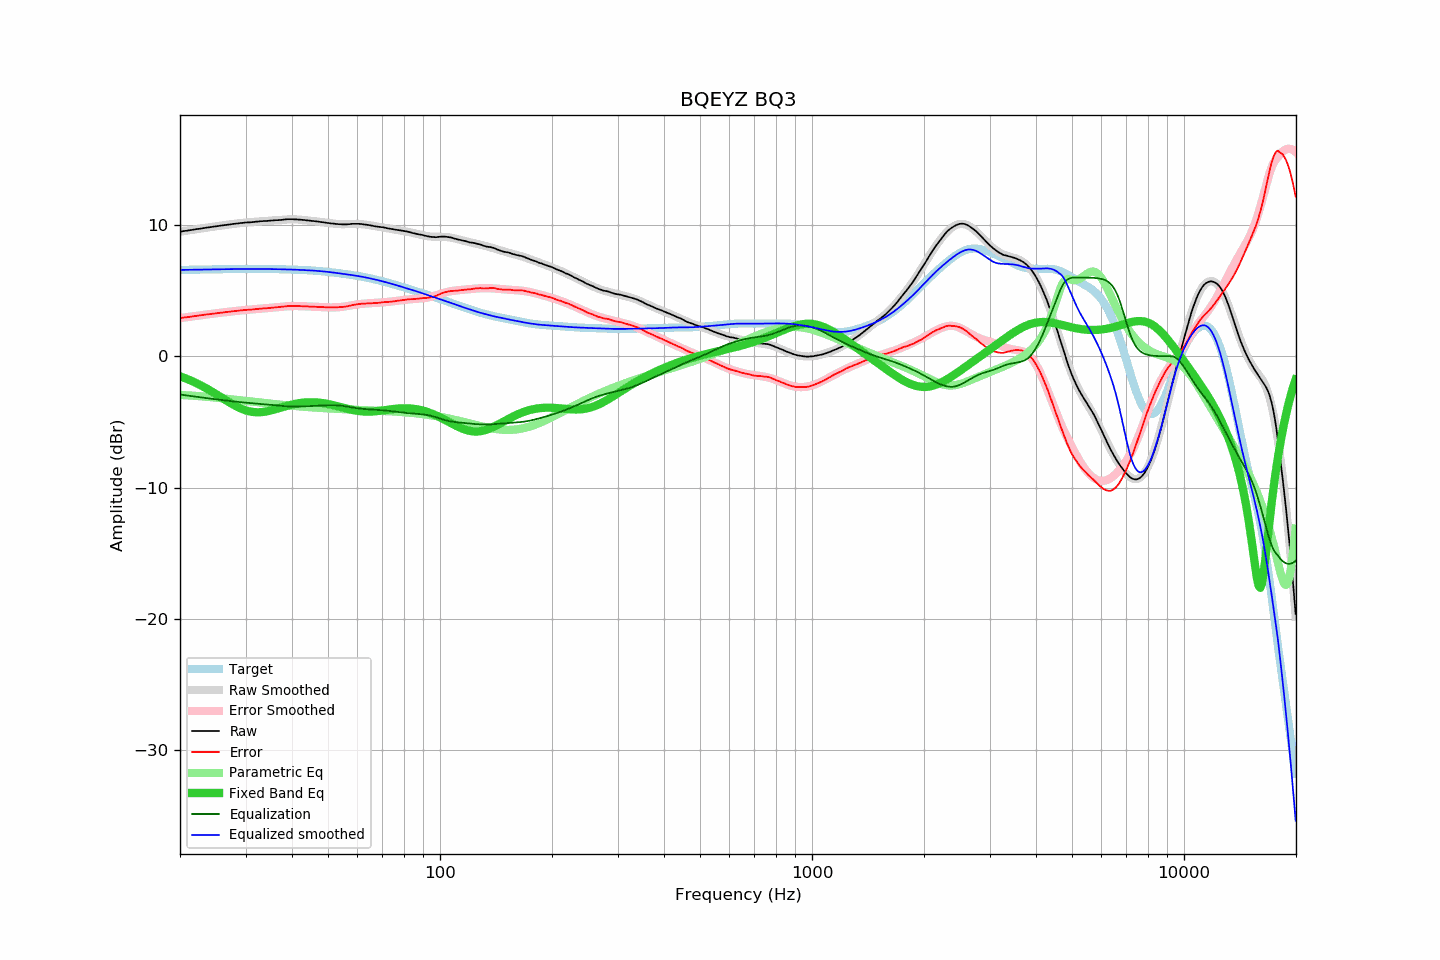 BQEYZ BQ3
10
0
−10
−20
−30
Amplitude (dBr)
100
1000
10000
Frequency (Hz)
Target
Raw Smoothed
Error Smoothed
Raw
Error
Parametric Eq
Fixed Band Eq
Equalization
Equalized smoothed